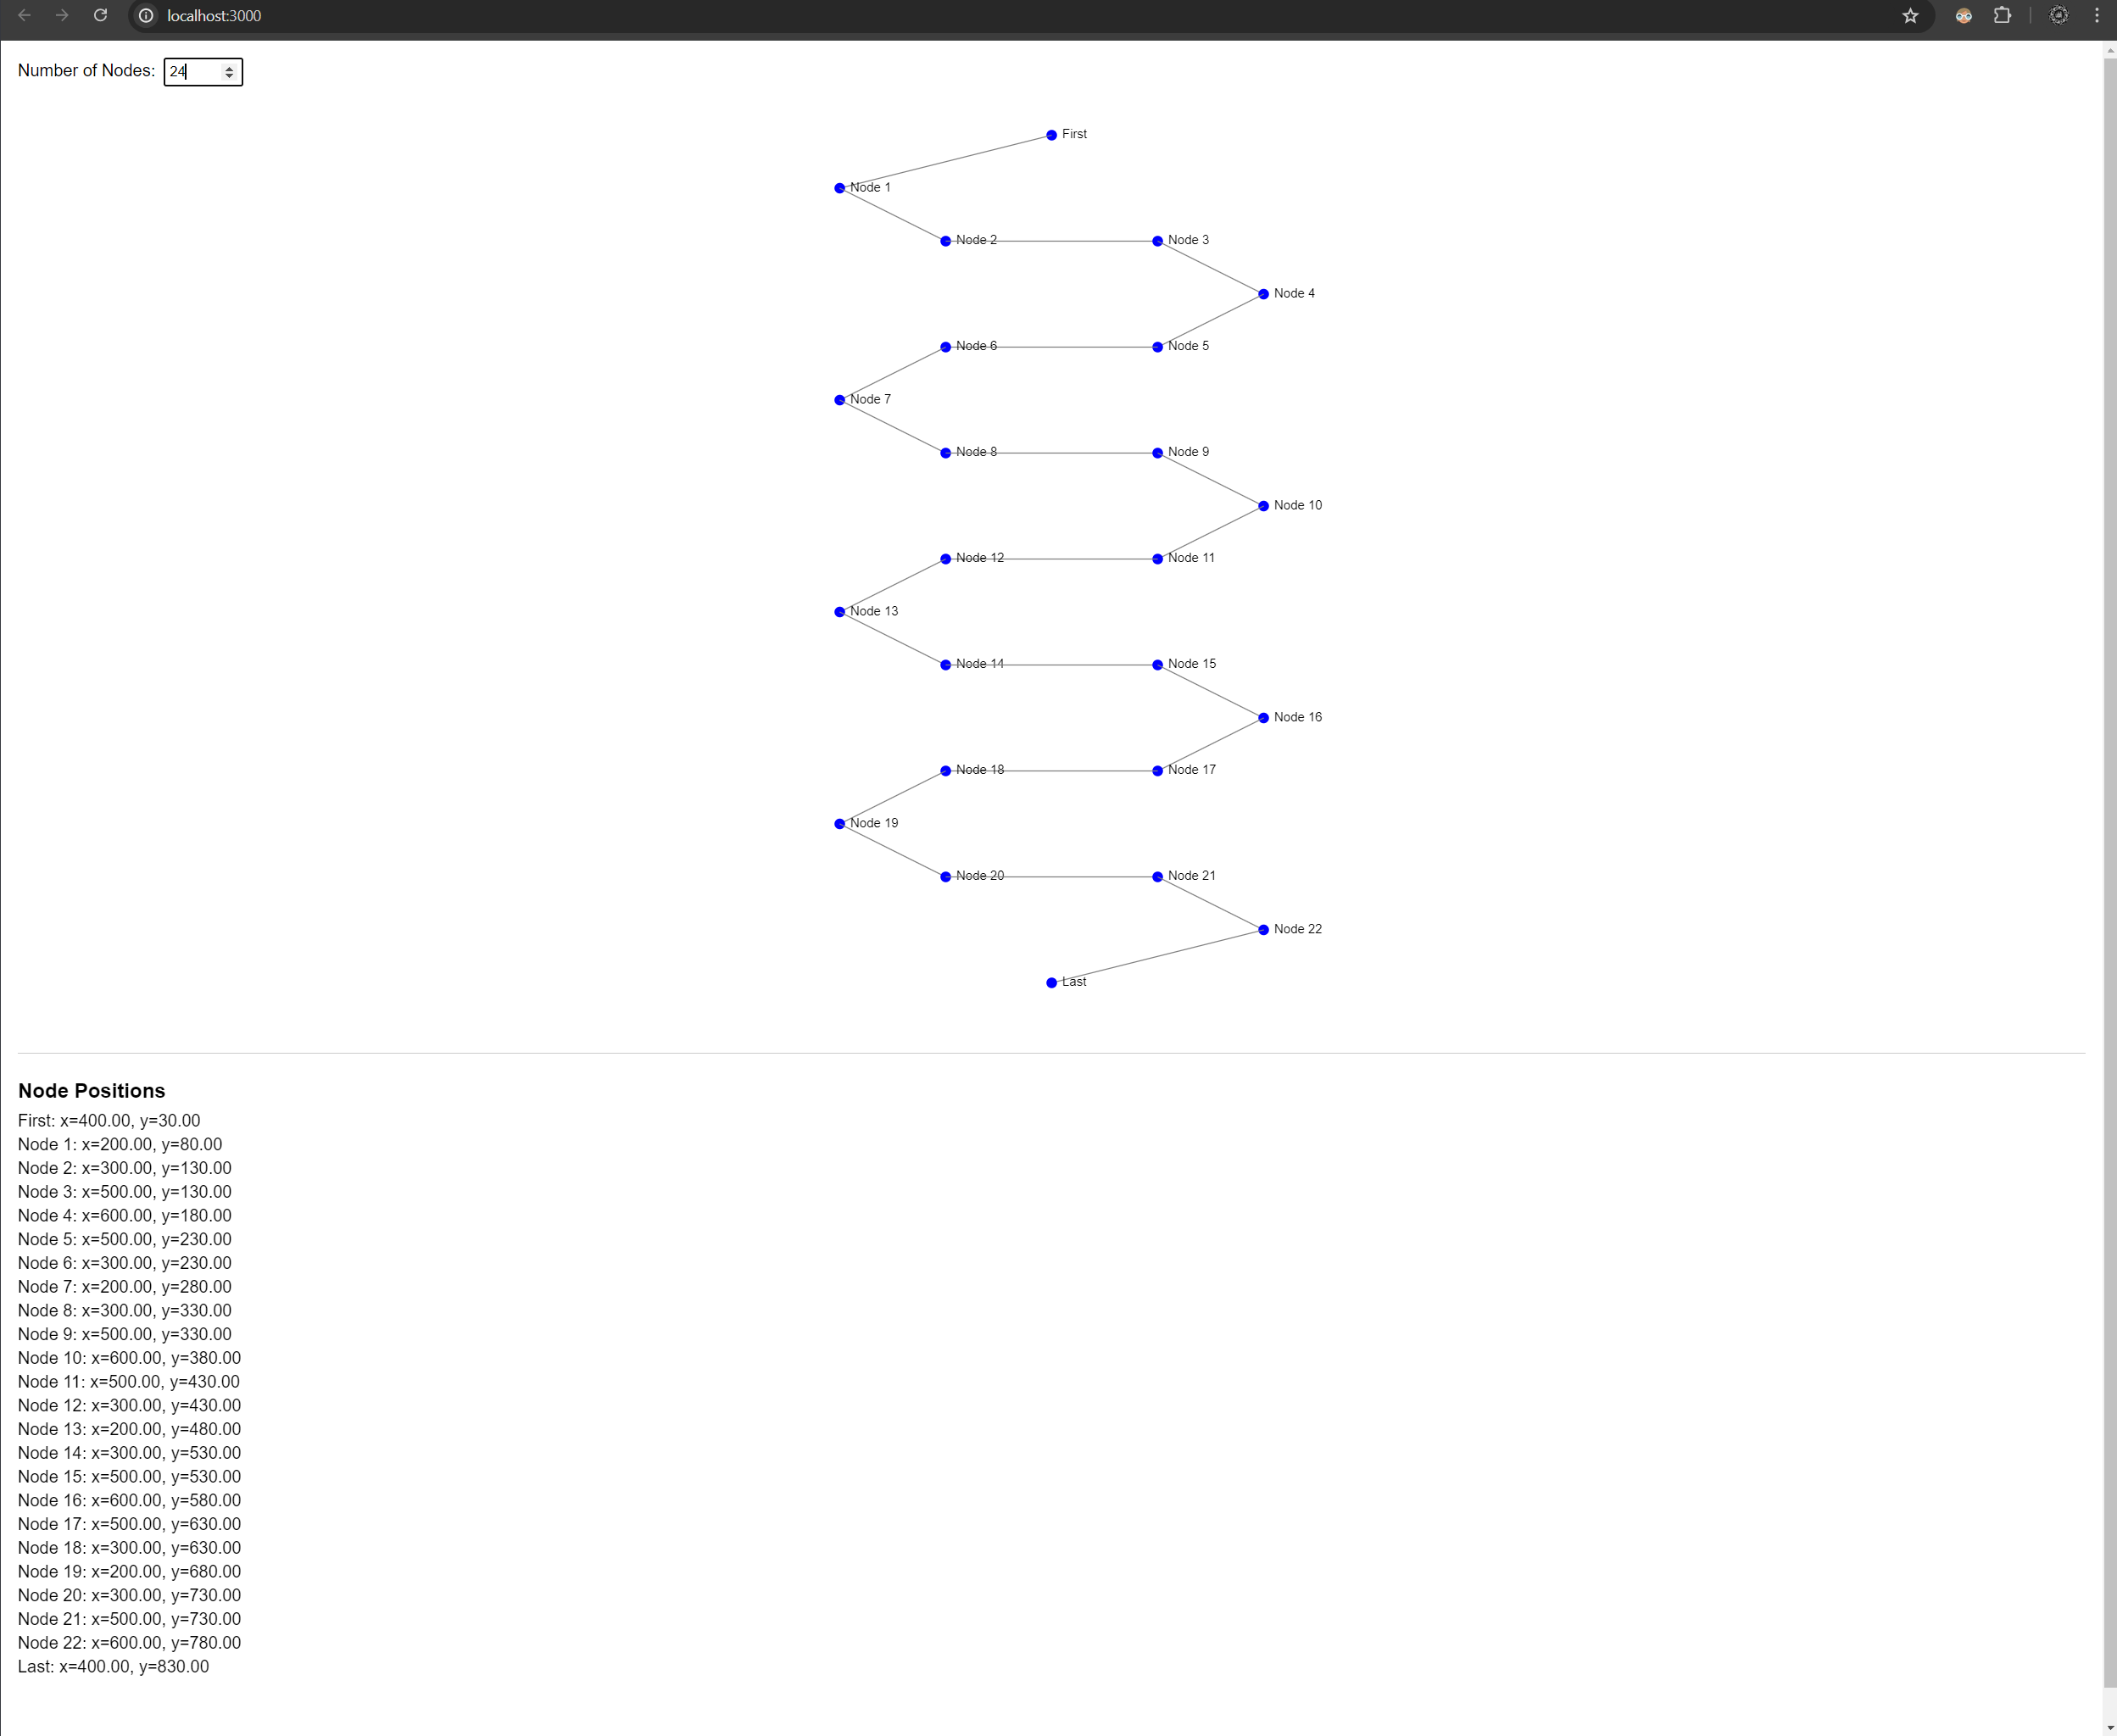 localhost:3000
Number of Nodes: 24
First
Node 1
Node 2 Node 3
Node 4
Node 6 Node 5
Node 7
Node 8 Node 9
Node 10
Node 12 Node 11
Node 13
Node 14 Node 15
Node 16
Node 18 Node 17
Node 19
Node 20 Node 21
Node 22
Last
Node Positions
First: x=400.00, y=30.00
Node 1: x=200.00, y=80.00
Node 2: x=300.00, y=130.00
Node 3: x=500.00, y=130.00
Node 4: x=600.00, y=180.00
Node 5: x=500.00, y=230.00
Node 6: x=300.00, y=230.00
Node 7: x=200.00, y=280.00
Node 8: x=300.00, y=330.00
Node 9: x=500.00, y=330.00
Node 10: x=600.00, y=380.00
Node 11: x=500.00, y=430.00
Node 12: x=300.00, y=430.00
Node 13: x=200.00, y=480.00
Node 14: x=300.00, y=530.00
Node 15: x=500.00, y=530.00
Node 16: x=600.00, y=580.00
Node 17: x=500.00, y=630.00
Node 18: x=300.00, y=630.00
Node 19: x=200.00, y=680.00
Node 20: x=300.00, y=730.00
Node 21: x=500.00, y=730.00
Node 22: x=600.00, y=780.00
Last: x=400.00, y=830.00